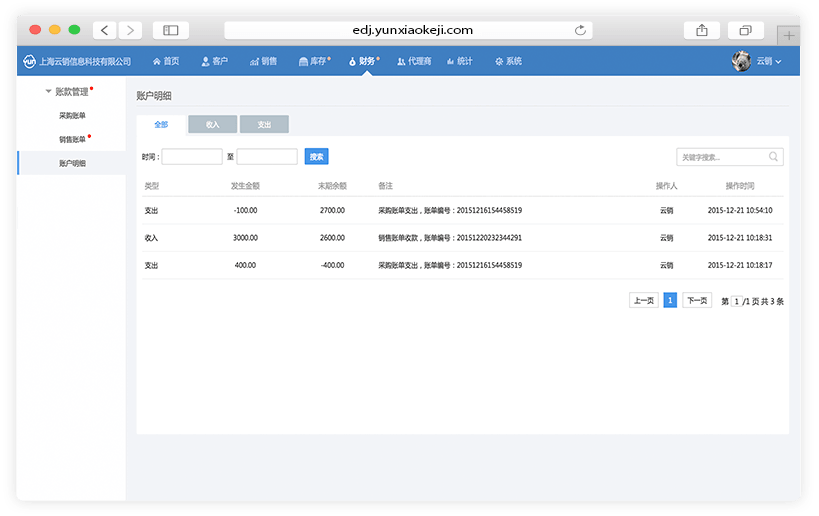 edj.yunxiaokeji.com
yun 上海云销信息科技有限公司 首页 客户 销售 库存 财务 代理商 统计 系统 云销
账款管理
采购账单
销售账单
账户明细
账户明细
全部 收入 支出
时间： 至 搜索 关键字搜索...
类型 发生金额 末期余额 备注 操作人 操作时间
支出 -100.00 2700.00 采购账单支出，账单编号：20151216154458519 云销 2015-12-21 10:54:10
收入 3000.00 2600.00 销售账单收款，账单编号：20151220232344291 云销 2015-12-21 10:18:31
支出 400.00 -400.00 采购账单支出，账单编号：20151216154458519 云销 2015-12-21 10:18:17
上一页 1 下一页 第 1 /1 页 共 3 条